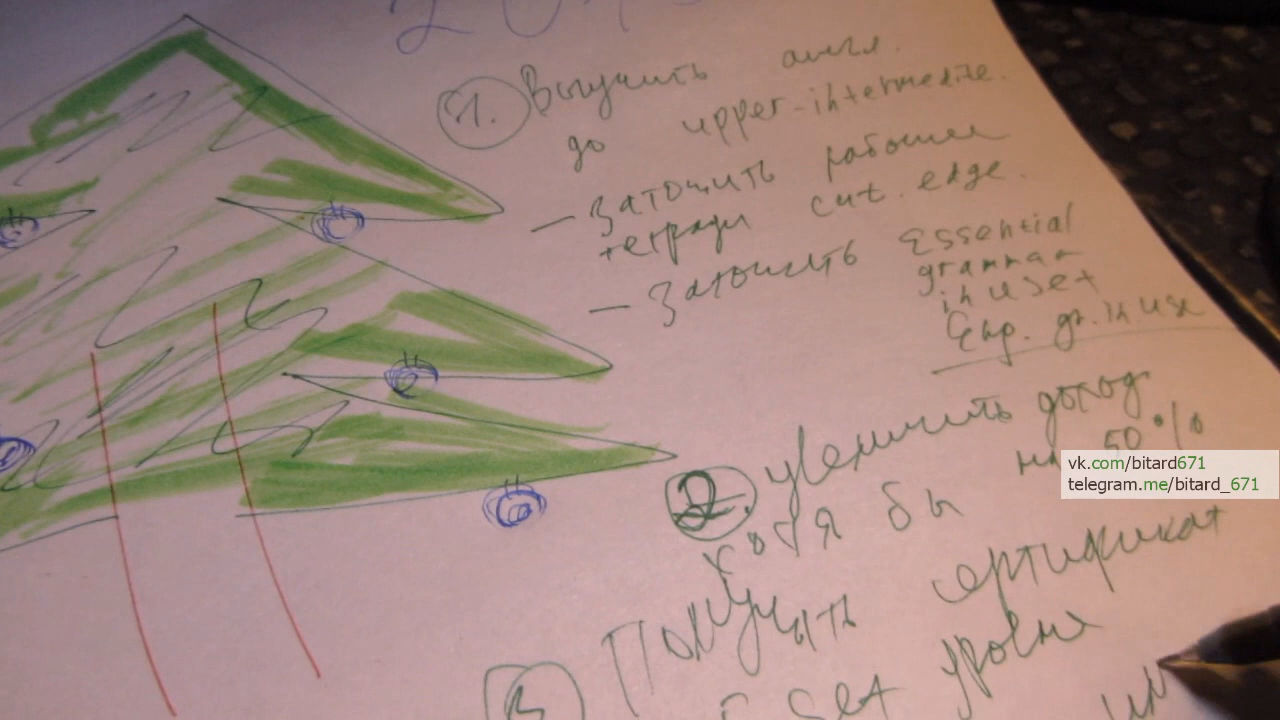 1. Выучить англ.
до upper-intermediate.
— Заточить рабочие
тетради cut. edge.
— Заточить Essential
grammar
in use +
Eng. gr. in use
2. увеличить доход
хотя бы на 50 %
vk.com/bitard671
telegram.me/bitard_671
3 Получить сертификат
уровня